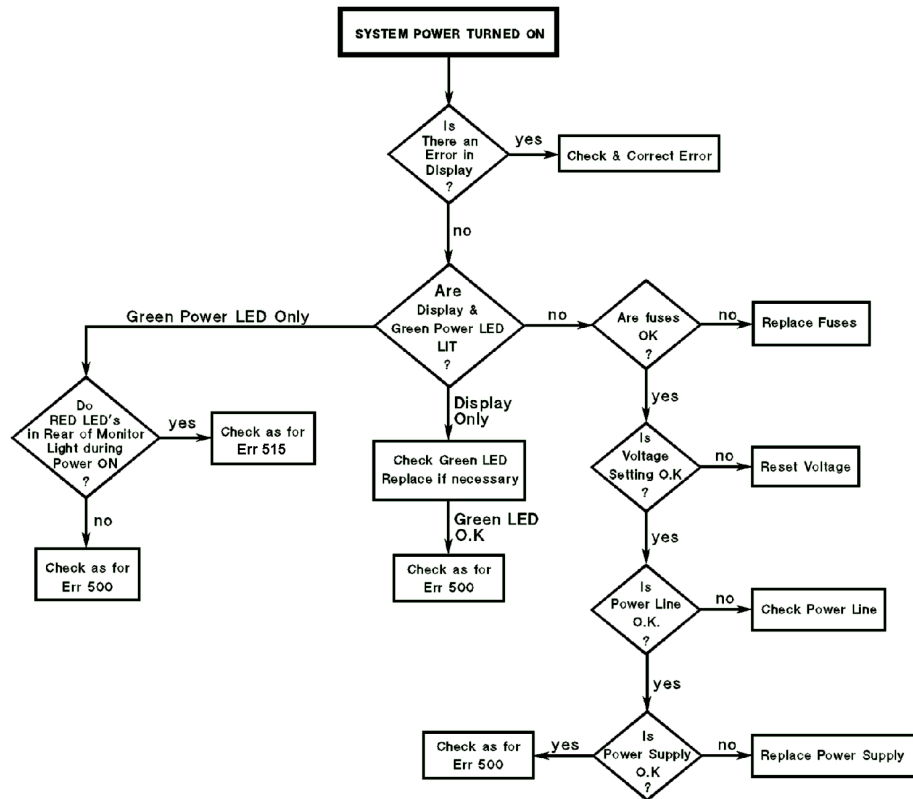 SYSTEM POWER TURNED ON
Is
There an
Error in
Display
?
yes
Check & Correct Error
no
Are
Display &
Green Power LED
LIT
?
Green Power LED Only
no
Are fuses
OK
?
no
Replace Fuses
Do
RED LED's
in Rear of Monitor
Light during
Power ON
?
yes
Check as for
Err 515
no
Check as for
Err 500
Display
Only
Check Green LED
Replace if necessary
Green LED
O.K
Check as for
Err 500
yes
Is
Voltage
Setting O.K
?
no
Reset Voltage
yes
Is
Power Line
O.K.
?
no
Check Power Line
yes
Is
Power Supply
O.K
?
yes
Check as for
Err 500
no
Replace Power Supply